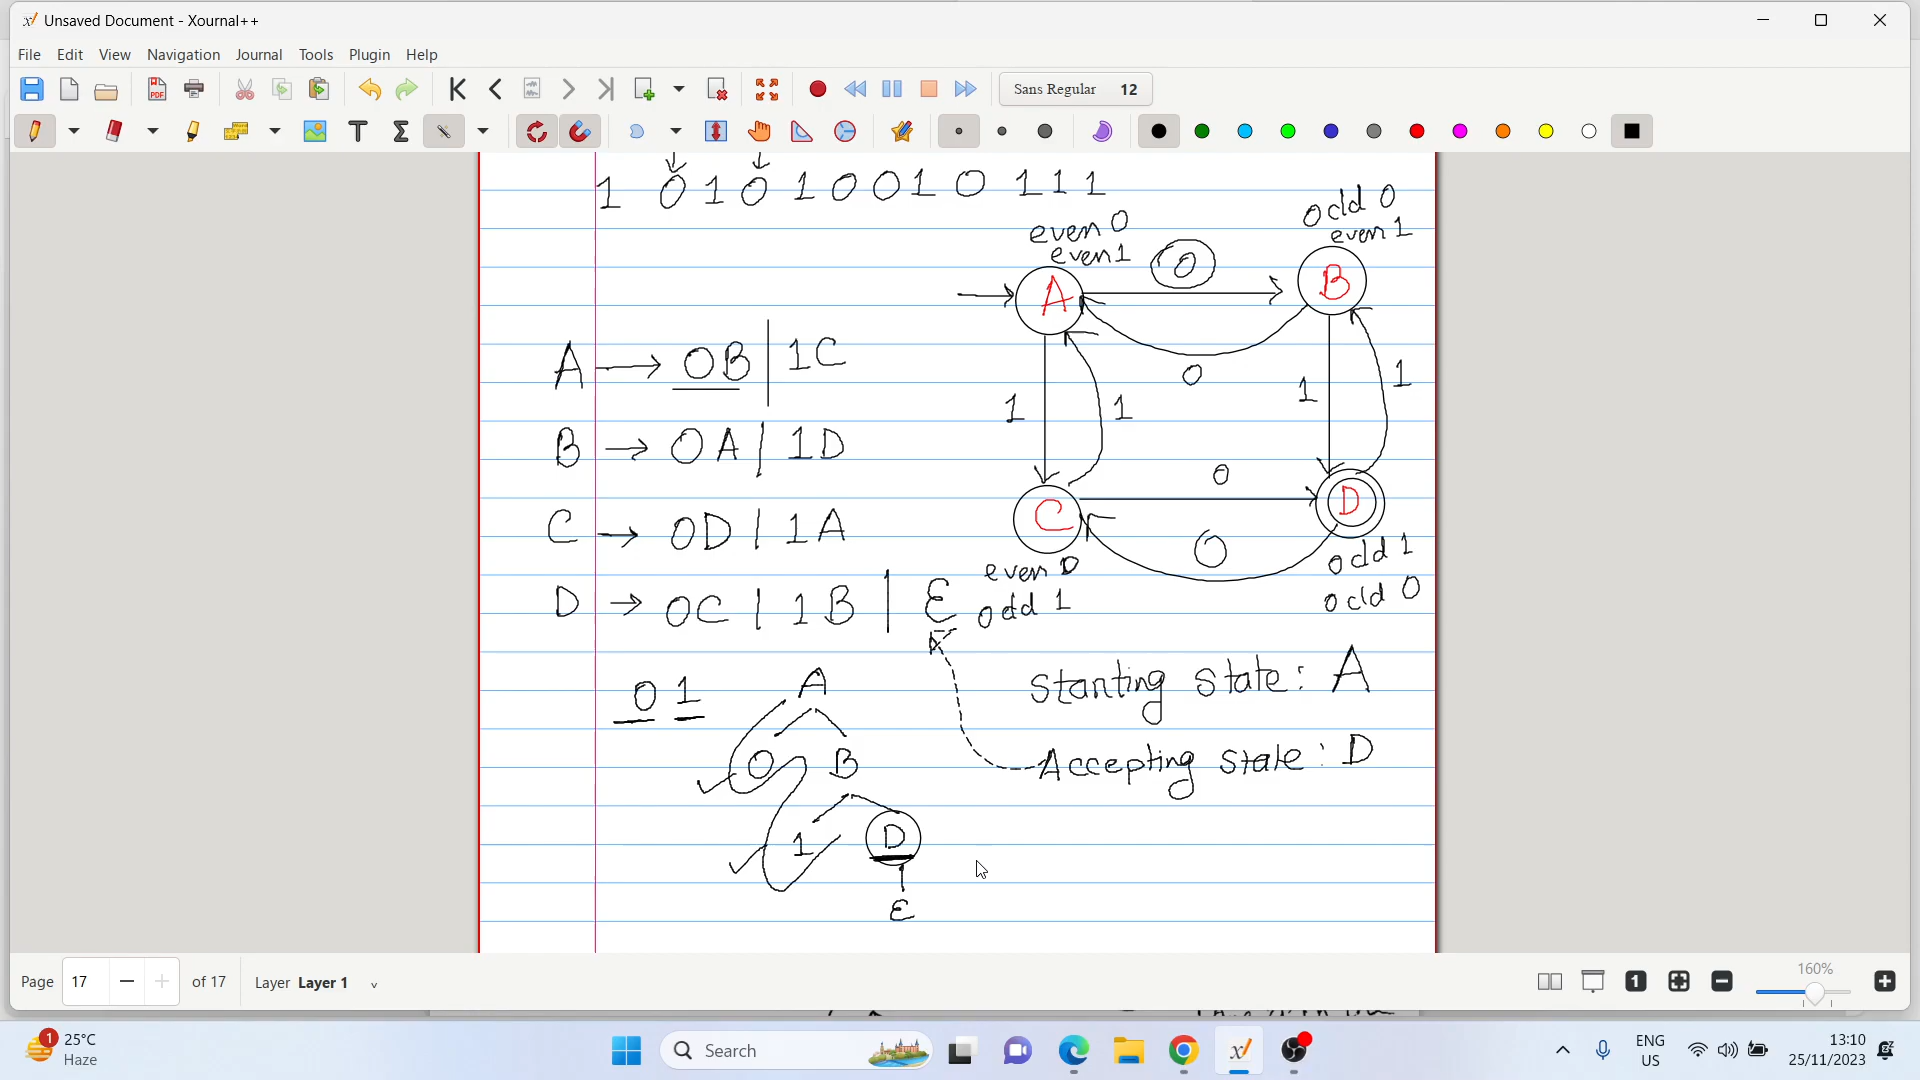 Unsaved Document - Xournal++
File Edit View Navigation Journal Tools Plugin Help
PDF
Sans Regular 12
T Σ
1 0 1 0 1 0 0 1 0 1 1 1
even 0
even 1
odd 0
even 1
0
A
B
0
A → 0B | 1C
1
1
1
1
B → 0A | 1D
0
C → 0D | 1A
C
D
0
even 0
odd 1
odd 1
odd 0
D → 0C | 1B | ε
0 1
A
Starting state: A
0 B
Accepting state: D
1 D
ε
Page 17 of 17 Layer Layer 1
1
160%
1
25°C
Haze
Search
ENG
US
13:10
25/11/2023